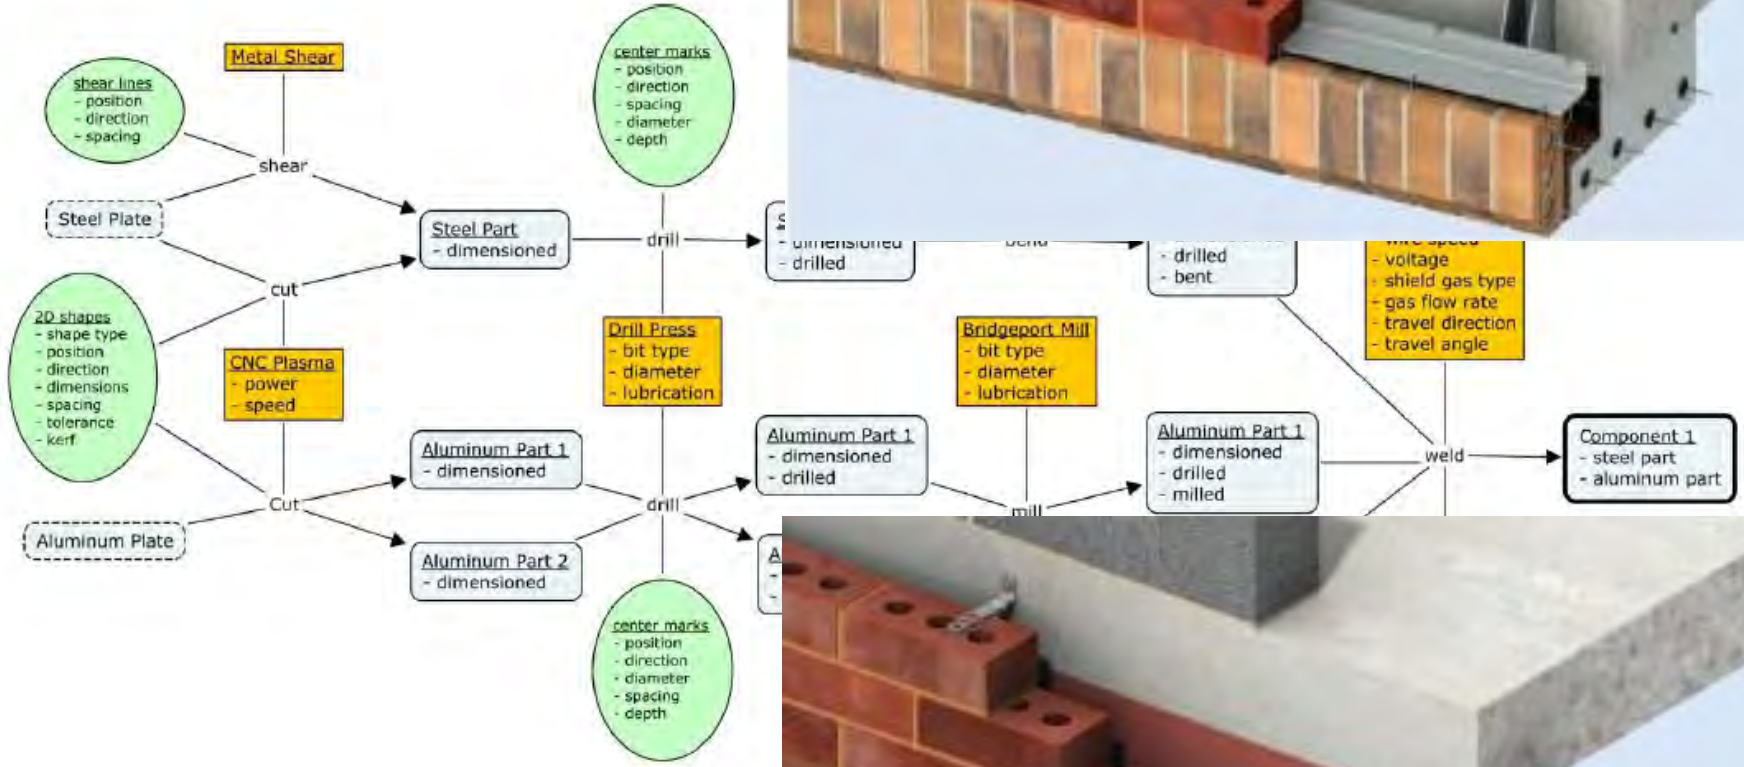 Metal Shear
shear lines
- position
- direction
- spacing
center marks
- position
- direction
- spacing
- diameter
- depth
shear
Steel Plate
Steel Part
- dimensioned
drill
- dimensioned
- drilled
bend
- drilled
- bent
- wire speed
- voltage
- shield gas type
- gas flow rate
- travel direction
- travel angle
cut
2D shapes
- shape type
- position
- direction
- dimensions
- spacing
- tolerance
- kerf
CNC Plasma
- power
- speed
Drill Press
- bit type
- diameter
- lubrication
Bridgeport Mill
- bit type
- diameter
- lubrication
Aluminum Part 1
- dimensioned
Aluminum Part 1
- dimensioned
- drilled
Aluminum Part 1
- dimensioned
- drilled
- milled
weld
Component 1
- steel part
- aluminum part
Cut
drill
mill
Aluminum Plate
Aluminum Part 2
- dimensioned
A
-
-
center marks
- position
- direction
- diameter
- spacing
- depth